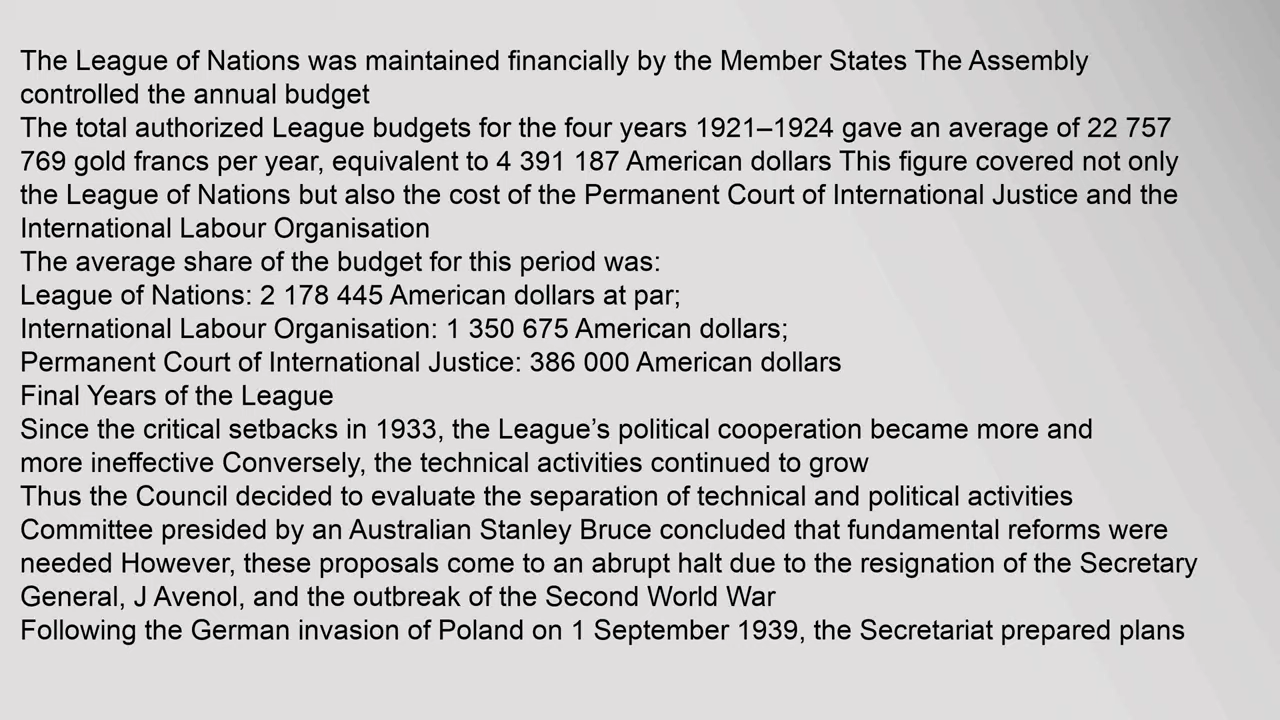 The League of Nations was maintained financially by the Member States The Assembly
controlled the annual budget
The total authorized League budgets for the four years 1921–1924 gave an average of 22 757
769 gold francs per year, equivalent to 4 391 187 American dollars This figure covered not only
the League of Nations but also the cost of the Permanent Court of International Justice and the
International Labour Organisation
The average share of the budget for this period was:
League of Nations: 2 178 445 American dollars at par;
International Labour Organisation: 1 350 675 American dollars;
Permanent Court of International Justice: 386 000 American dollars
Final Years of the League
Since the critical setbacks in 1933, the League’s political cooperation became more and
more ineffective Conversely, the technical activities continued to grow
Thus the Council decided to evaluate the separation of technical and political activities
Committee presided by an Australian Stanley Bruce concluded that fundamental reforms were
needed However, these proposals come to an abrupt halt due to the resignation of the Secretary
General, J Avenol, and the outbreak of the Second World War
Following the German invasion of Poland on 1 September 1939, the Secretariat prepared plans